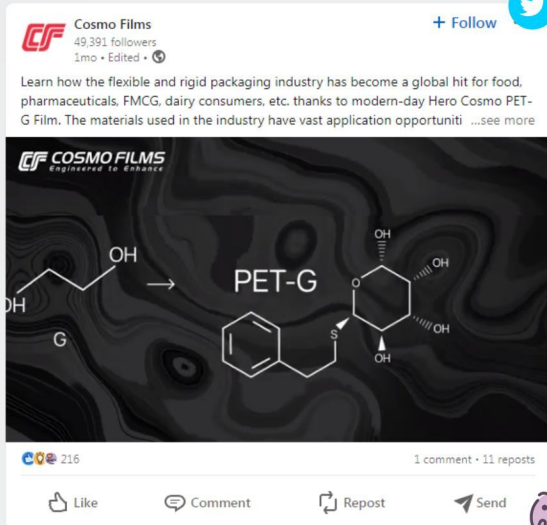 Cosmo Films
+ Follow
49,391 followers
1mo • Edited •
Learn how the flexible and rigid packaging industry has become a global hit for food,
pharmaceuticals, FMCG, dairy consumers, etc. thanks to modern-day Hero Cosmo PET-
G Film. The materials used in the industry have vast application opportuniti ...see more
CF COSMO FILMS
Engineered to Enhance
OH
OH
OH
OH
PET-G
O
OH
G
S
OH
216
1 comment • 11 reposts
Like
Comment
Repost
Send